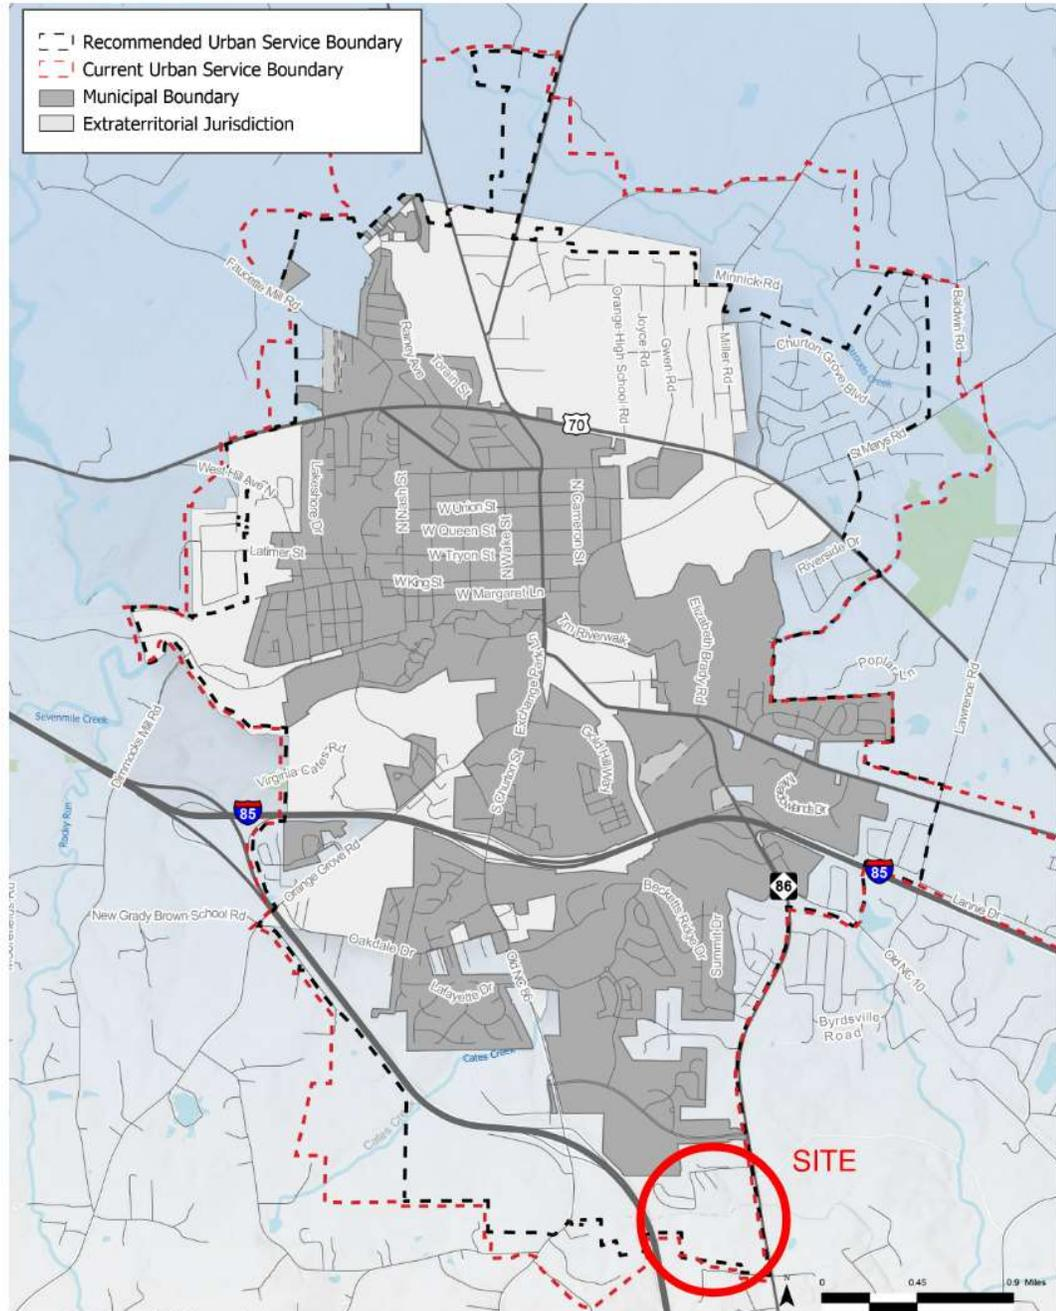 Recommended Urban Service Boundary
Current Urban Service Boundary
Municipal Boundary
Extraterritorial Jurisdiction
Faucette Mill Rd
Minnick Rd
Baldwin Rd
Rainey Ave
Torain St
Orange High School Rd
Joyce Rd
Gwen Rd
Miller Rd
Churton Grove Blvd
Creek
70
St Marys Rd
West Hill Ave N
Lakeshore Dr
N Nash St
W Union St
W Queen St
W Tryon St
N Wake St
N Cameron St
Latimer St
W King St
W Margaret Ln
Riverside Dr
Tm Riverwalk
Elizabeth Brady Rd
Poplar Ln
Lawrence Rd
Exchange Park Ln
Sevenmile Creek
Dimmocks Mill Rd
Virginia Cates Rd
S Churton St
Gold Hill Way
Meadowlands Dr
Rocky Run
85
Orange Grove Rd
85
86
Lannie Dr
New Grady Brown School Rd
Oakdale Dr
Becketts Ridge Dr
Summit Dr
Old NC 86
Old NC 10
Lafayette Dr
Byrdsville
Road
Cates Creek
SITE
N
0 0.45 0.9 Miles